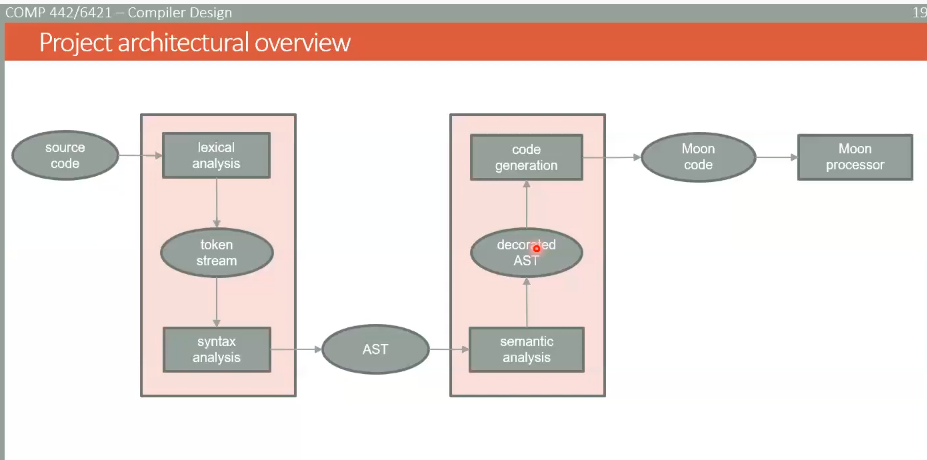 COMP 442/6421 – Compiler Design
19
Project architectural overview
source
code
lexical
analysis
token
stream
syntax
analysis
AST
semantic
analysis
AST
code
generation
Moon
code
Moon
processor